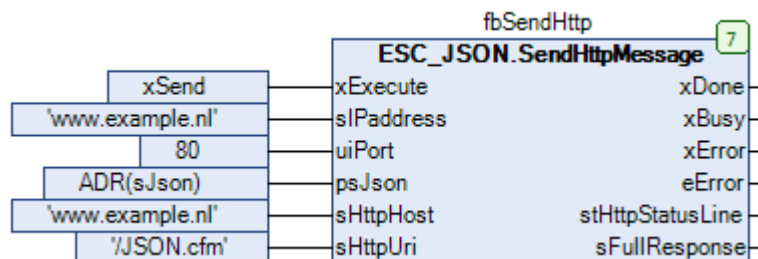 fbSendHttp
7
ESC_JSON.SendHttpMessage
xSend xExecute xDone
'www.example.nl' sIPaddress xBusy
80 uiPort xError
ADR(sJson) psJson eError
'www.example.nl' sHttpHost stHttpStatusLine
'/JSON.cfm' sHttpUri sFullResponse